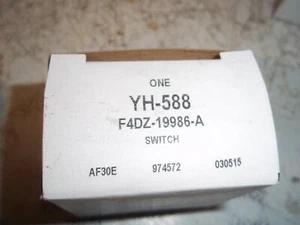 ONE
YH-588
F4DZ-19986-A
SWITCH
AF30E 974572 030515